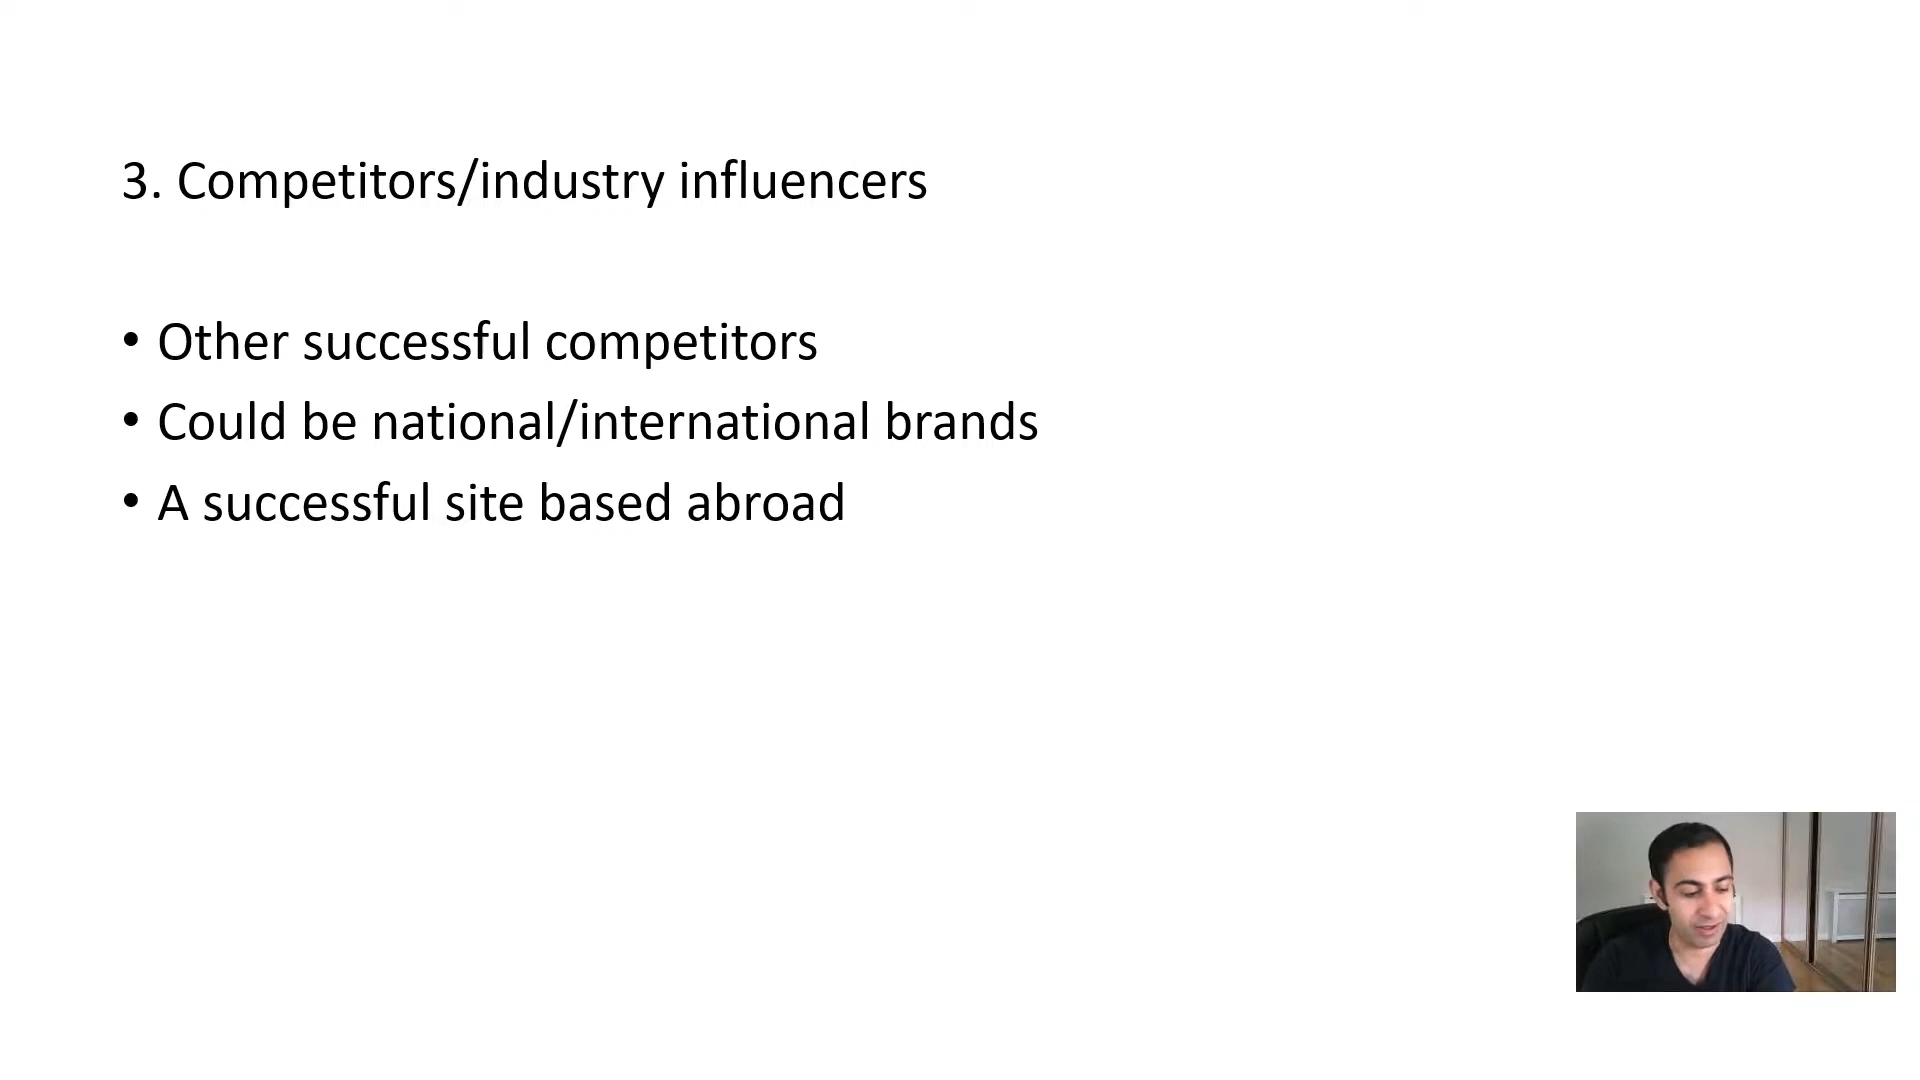 3. Competitors/industry influencers
• Other successful competitors
• Could be national/international brands
• A successful site based abroad